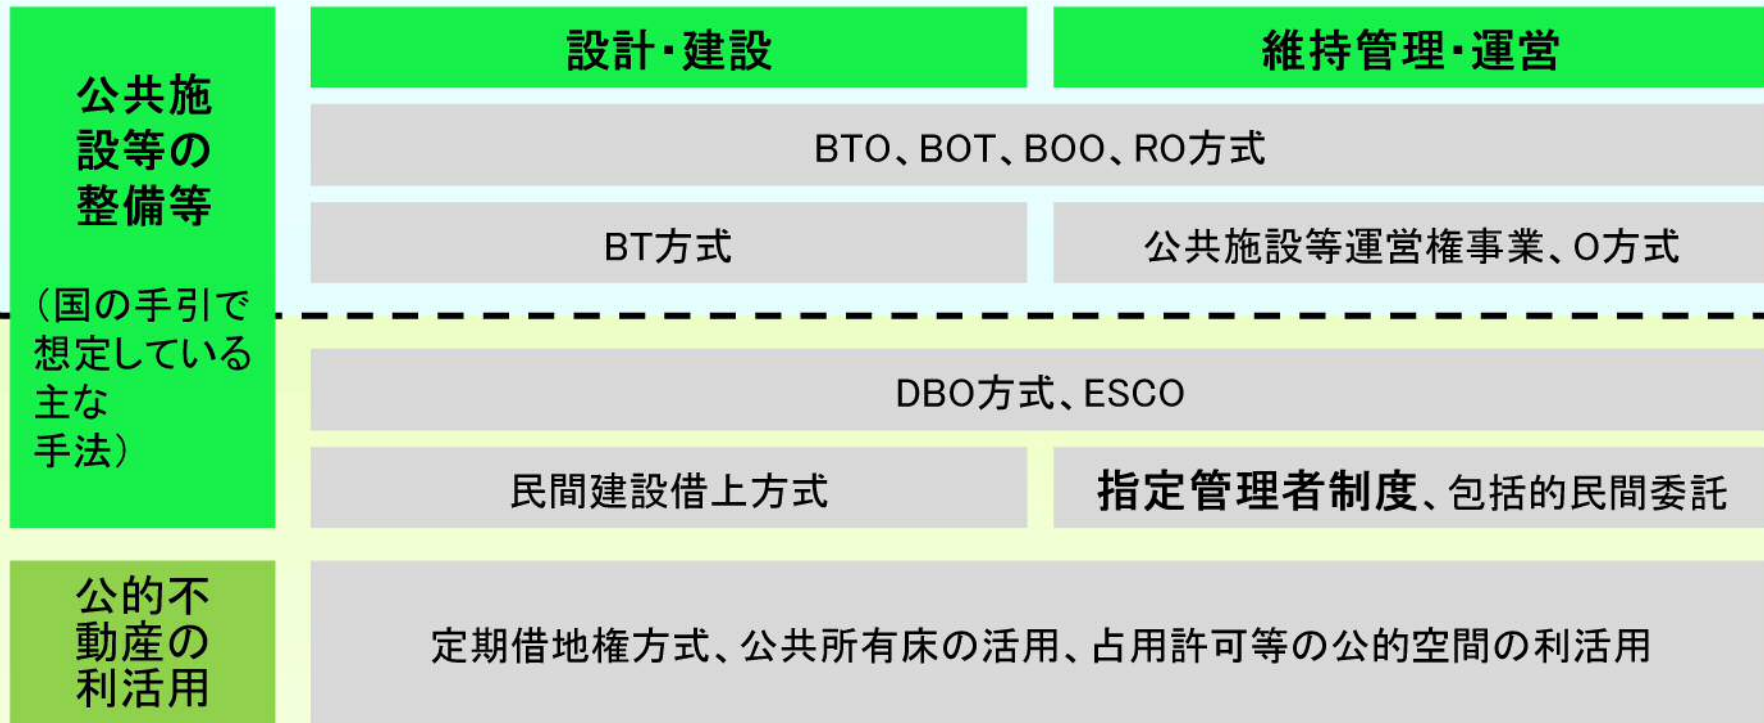 公共施
設等の
整備等
（国の手引で
想定している
主な
手法）
設計・建設
維持管理・運営
BTO、BOT、BOO、RO方式
BT方式
公共施設等運営権事業、O方式
DBO方式、ESCO
民間建設借上方式
指定管理者制度、包括的民間委託
公的不
動産の
利活用
定期借地権方式、公共所有床の活用、占用許可等の公的空間の利活用